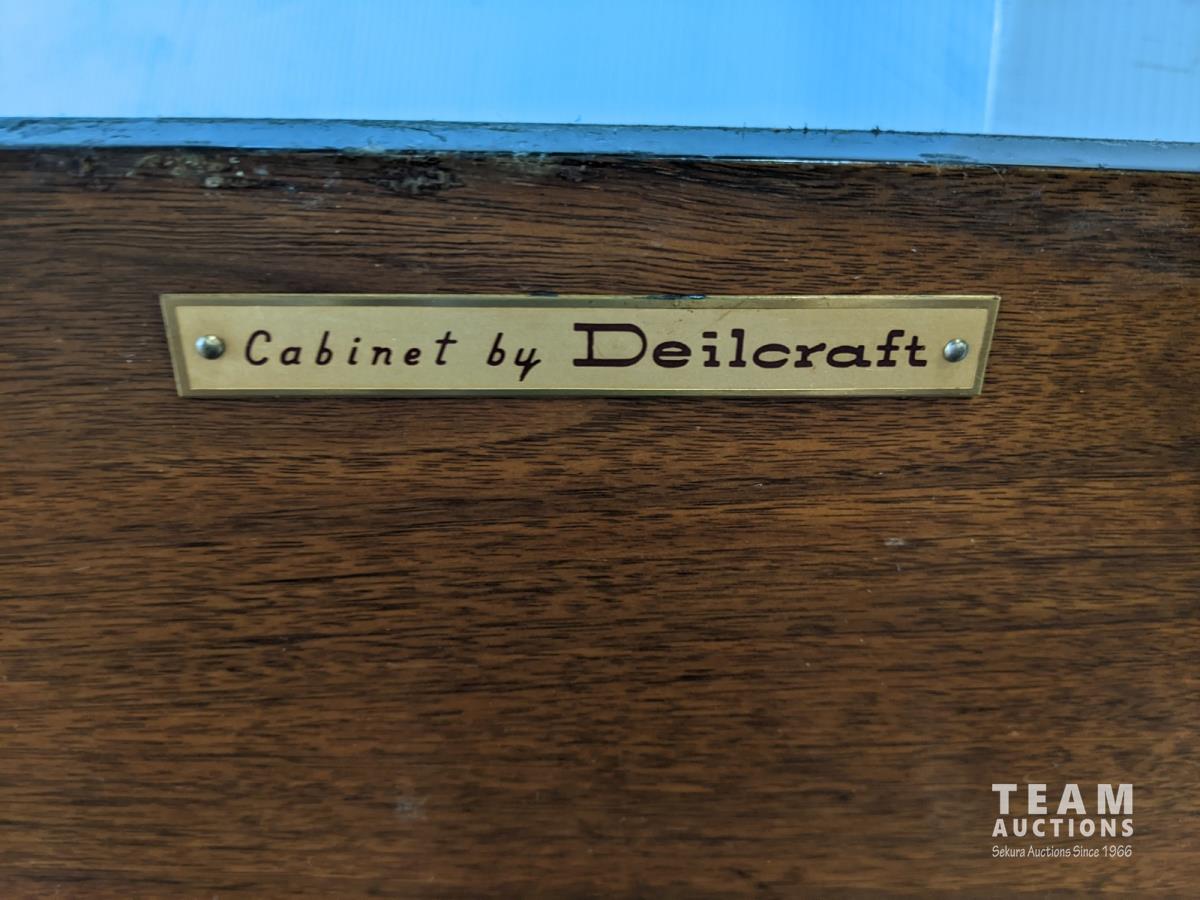 Cabinet by Deilcraft
TEAM
AUCTIONS
Sekura Auctions Since 1966